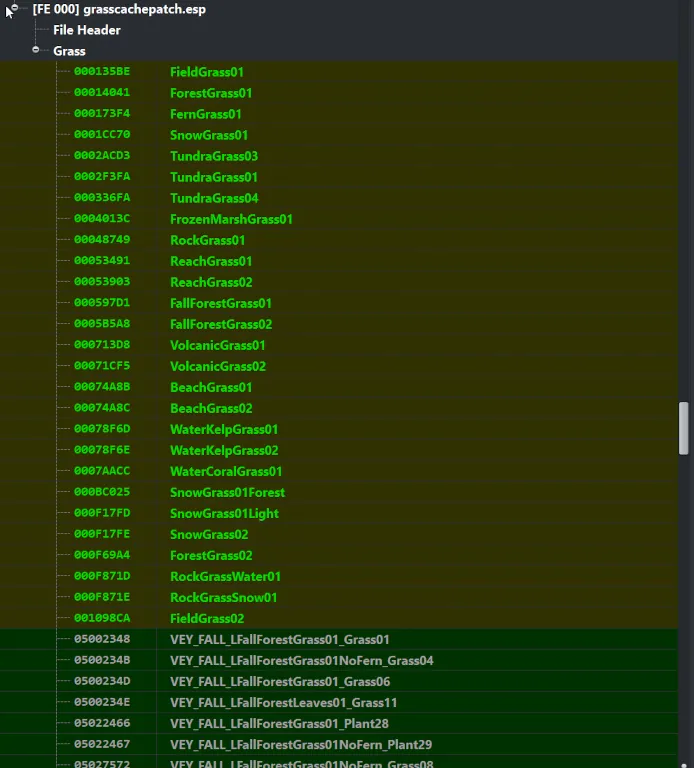 [FE 000] grasscachepatch.esp
File Header
Grass
000135BE FieldGrass01
00014041 ForestGrass01
000173F4 FernGrass01
0001CC70 SnowGrass01
0002ACD3 TundraGrass03
0002F3FA TundraGrass01
000336FA TundraGrass04
0004013C FrozenMarshGrass01
00048749 RockGrass01
00053491 ReachGrass01
00053903 ReachGrass02
000597D1 FallForestGrass01
0005B5A8 FallForestGrass02
000713D8 VolcanicGrass01
00071CF5 VolcanicGrass02
00074A8B BeachGrass01
00074A8C BeachGrass02
00078F6D WaterKelpGrass01
00078F6E WaterKelpGrass02
0007AACC WaterCoralGrass01
000BC025 SnowGrass01Forest
000F17FD SnowGrass01Light
000F17FE SnowGrass02
000F69A4 ForestGrass02
000F871D RockGrassWater01
000F871E RockGrassSnow01
001098CA FieldGrass02
05002348 VEY_FALL_LFallForestGrass01_Grass01
0500234B VEY_FALL_LFallForestGrass01NoFern_Grass04
0500234D VEY_FALL_LFallForestGrass01_Grass06
0500234E VEY_FALL_LFallForestLeaves01_Grass11
05022466 VEY_FALL_LFallForestGrass01_Plant28
05022467 VEY_FALL_LFallForestGrass01NoFern_Plant29
05027572 VEY_FALL_LFallForestGrass01NoFern_Grass08